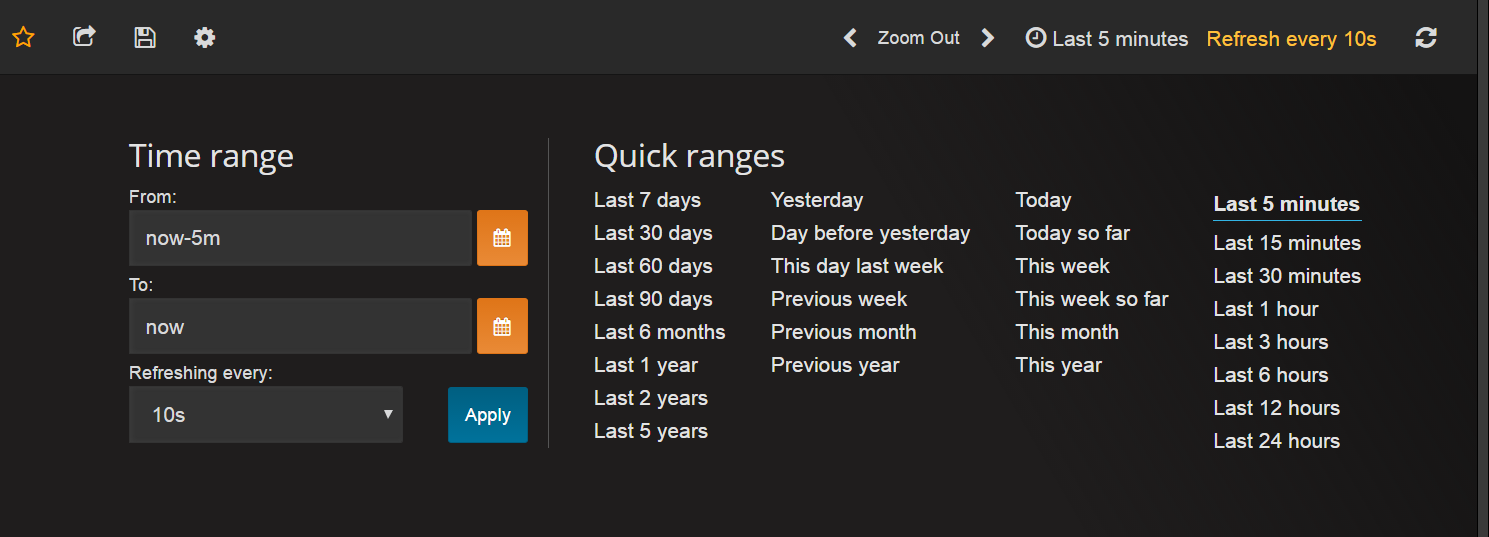 Zoom Out
Last 5 minutes
Refresh every 10s
Time range
From:
now-5m
To:
now
Refreshing every:
10s
Apply
Quick ranges
Last 7 days
Last 30 days
Last 60 days
Last 90 days
Last 6 months
Last 1 year
Last 2 years
Last 5 years
Yesterday
Day before yesterday
This day last week
Previous week
Previous month
Previous year
Today
Today so far
This week
This week so far
This month
This year
Last 5 minutes
Last 15 minutes
Last 30 minutes
Last 1 hour
Last 3 hours
Last 6 hours
Last 12 hours
Last 24 hours